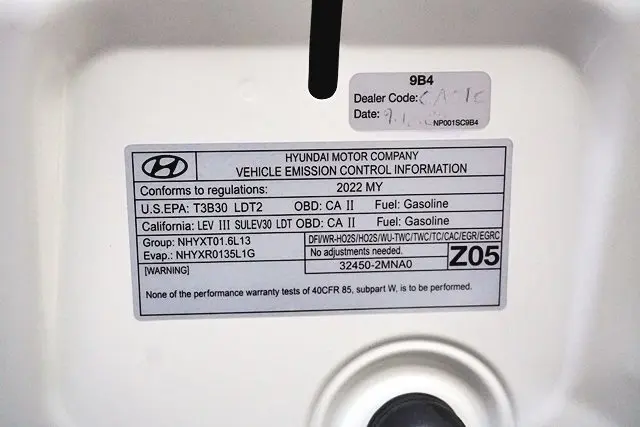 9B4
Dealer Code:
Date:
NP001SC9B4
HYUNDAI MOTOR COMPANY
VEHICLE EMISSION CONTROL INFORMATION
Conforms to regulations: 2022 MY
U.S.EPA: T3B30 LDT2 OBD: CA II Fuel: Gasoline
California: LEV III SULEV30 LDT OBD: CA II Fuel: Gasoline
Group: NHYXT01.6L13
Evap.: NHYXR0135L1G
DFI/WR-HO2S/HO2S/WU-TWC/TWC/TC/CAC/EGR/EGRC
No adjustments needed.
32450-2MNA0
Z05
[WARNING]
None of the performance warranty tests of 40CFR 85, subpart W, is to be performed.